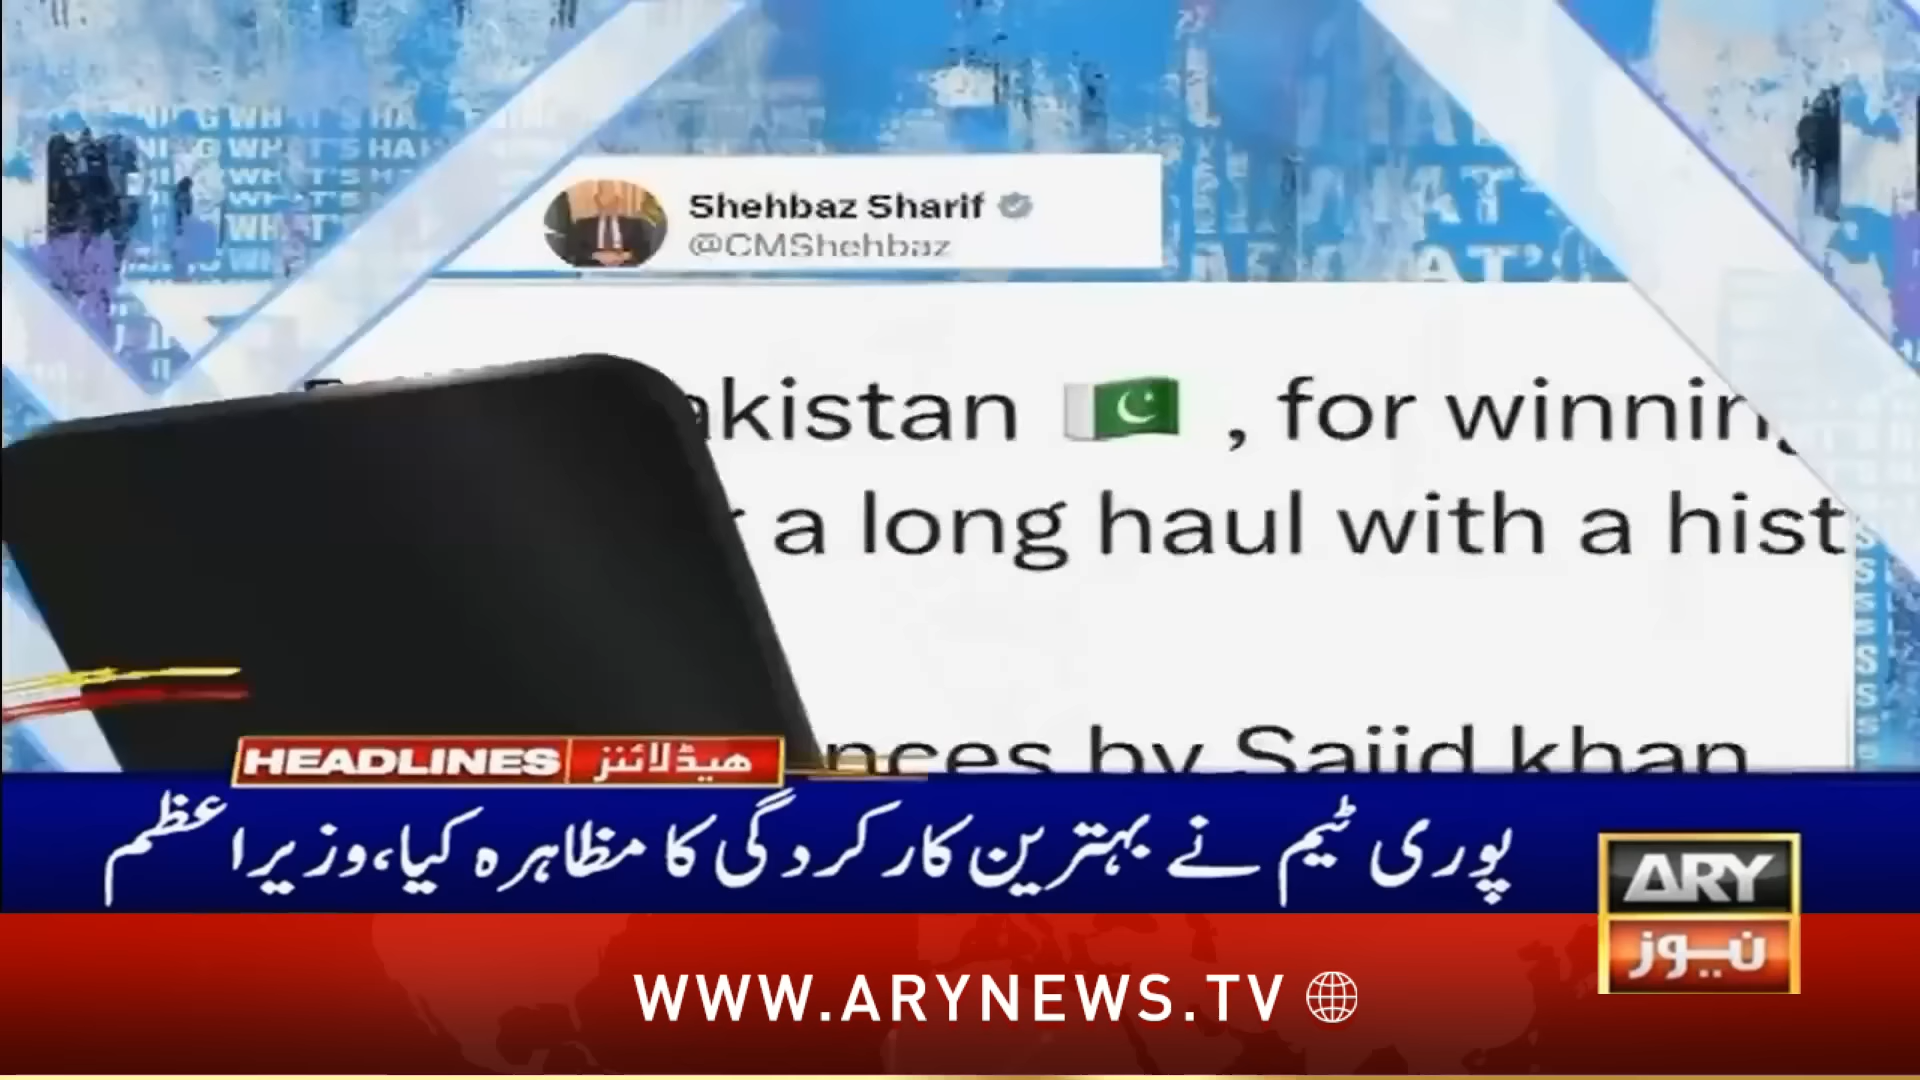 Shehbaz Sharif
@CMShehbaz
akistan 🇵🇰 , for winning
a long haul with a hist
nces by Sajid khan
HEADLINES ہیڈلائنز
پوری ٹیم نے بہترین کارکردگی کا مظاہرہ کیا،وزیراعظم
ARY
نیوز
WWW.ARYNEWS.TV